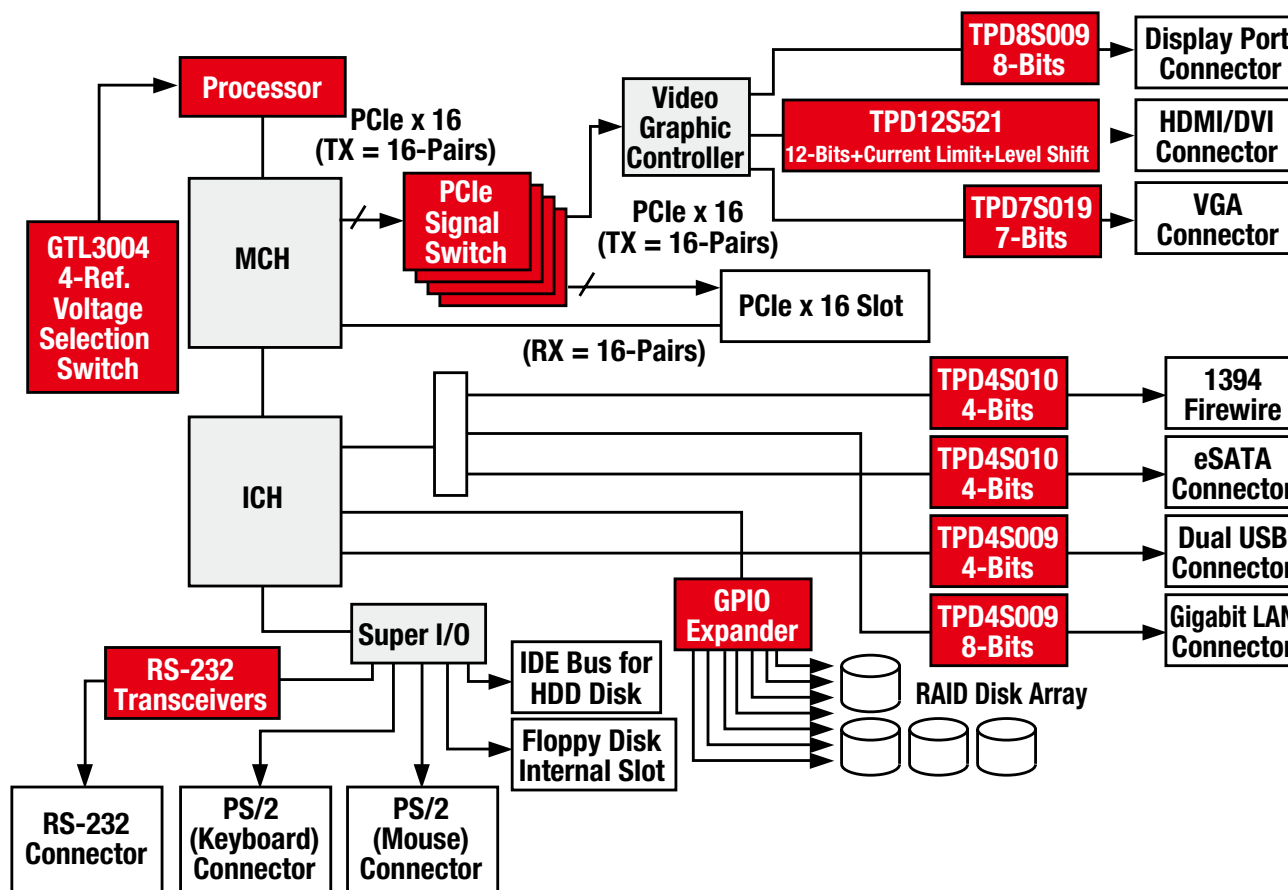 TPD8S009
8-Bits
Display Port
Connector
Processor
Video
Graphic
Controller
PCIe x 16
(TX = 16-Pairs)
TPD12S521
12-Bits+Current Limit+Level Shift
HDMI/DVI
Connector
PCIe
Signal
Switch
PCIe x 16
(TX = 16-Pairs)
TPD7S019
7-Bits
VGA
Connector
GTL3004
4-Ref.
Voltage
Selection
Switch
MCH
PCIe x 16 Slot
(RX = 16-Pairs)
TPD4S010
4-Bits
1394
Firewire
ICH
TPD4S010
4-Bits
eSATA
Connector
TPD4S009
4-Bits
Dual USB
Connector
GPIO
Expander
TPD4S009
8-Bits
Gigabit LAN
Connector
Super I/O
RS-232
Transceivers
IDE Bus for
HDD Disk
RAID Disk Array
Floppy Disk
Internal Slot
RS-232
Connector
PS/2
(Keyboard)
Connector
PS/2
(Mouse)
Connector